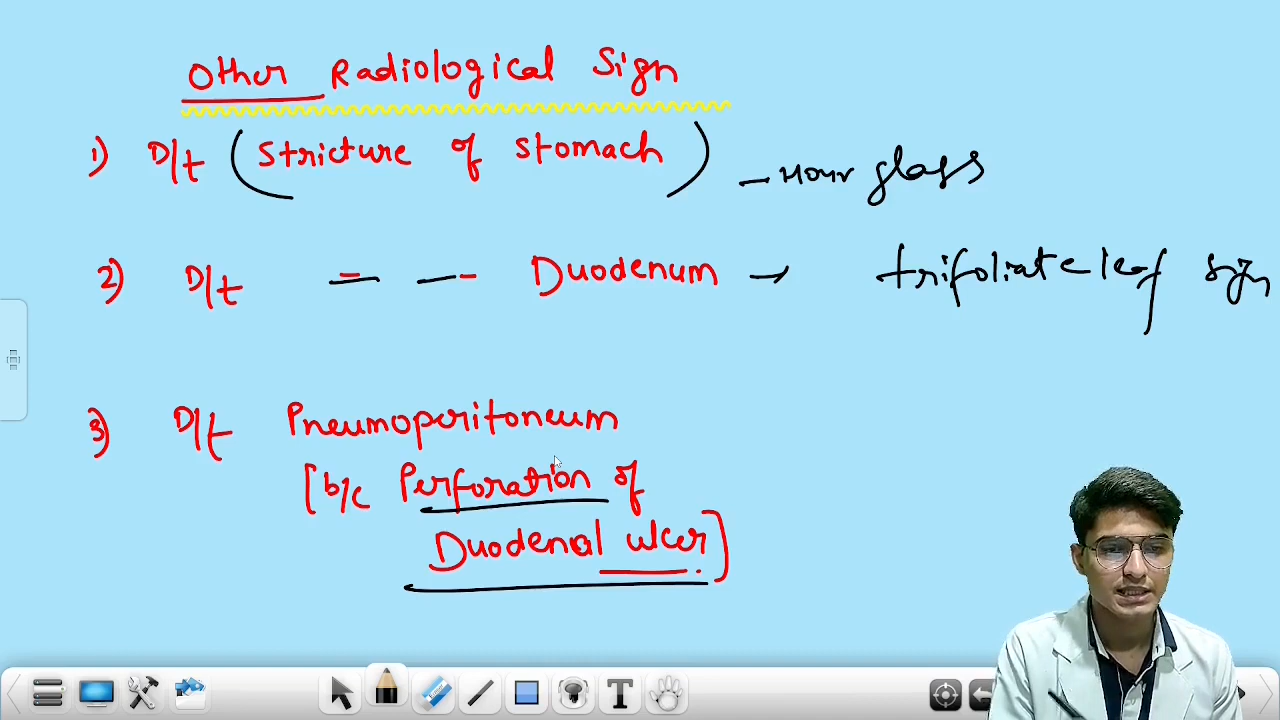 Other Radiological Sign
1) D/t (Stricture of Stomach) - Hour glass
2) D/t = - Duodenum → trifoliate leaf sign
3) D/t Pneumoperitoneum
[b/c Perforation of
Duodenal ulcer.]
T